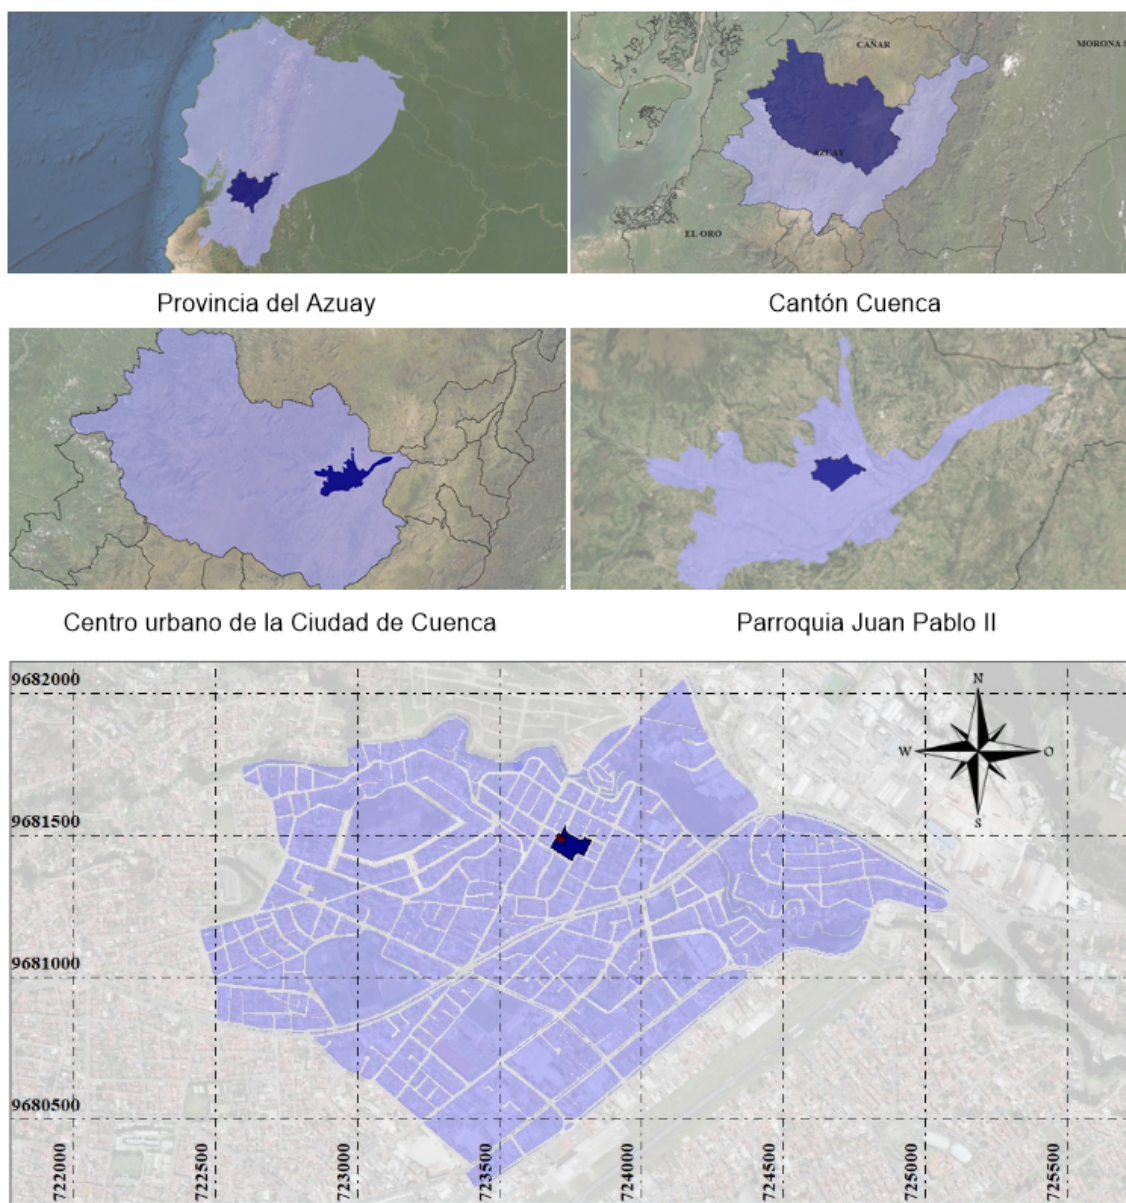 CAÑAR
MORONA S
AZUAY
EL ORO
Provincia del Azuay
Cantón Cuenca
Centro urbano de la Ciudad de Cuenca
Parroquia Juan Pablo II
9682000
N
W
O
S
9681500
9681000
9680500
722000
722500
723000
723500
724000
724500
725000
725500